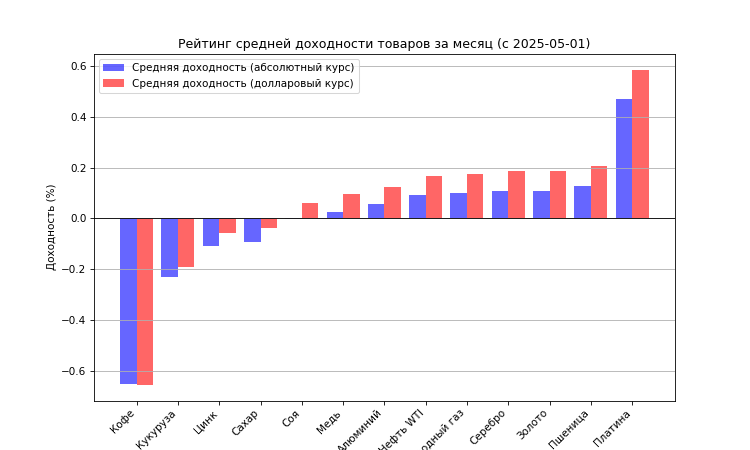 Рейтинг средней доходности товаров за месяц (с 2025-05-01)
Средняя доходность (абсолютный курс)
Средняя доходность (долларовый курс)
Доходность (%)
0.6
0.4
0.2
0.0
−0.2
−0.4
−0.6
Кофе
Кукуруза
Цинк
Сахар
Соя
Медь
Алюминий
Нефть WTI
газ
Серебро
Золото
Пшеница
Платина